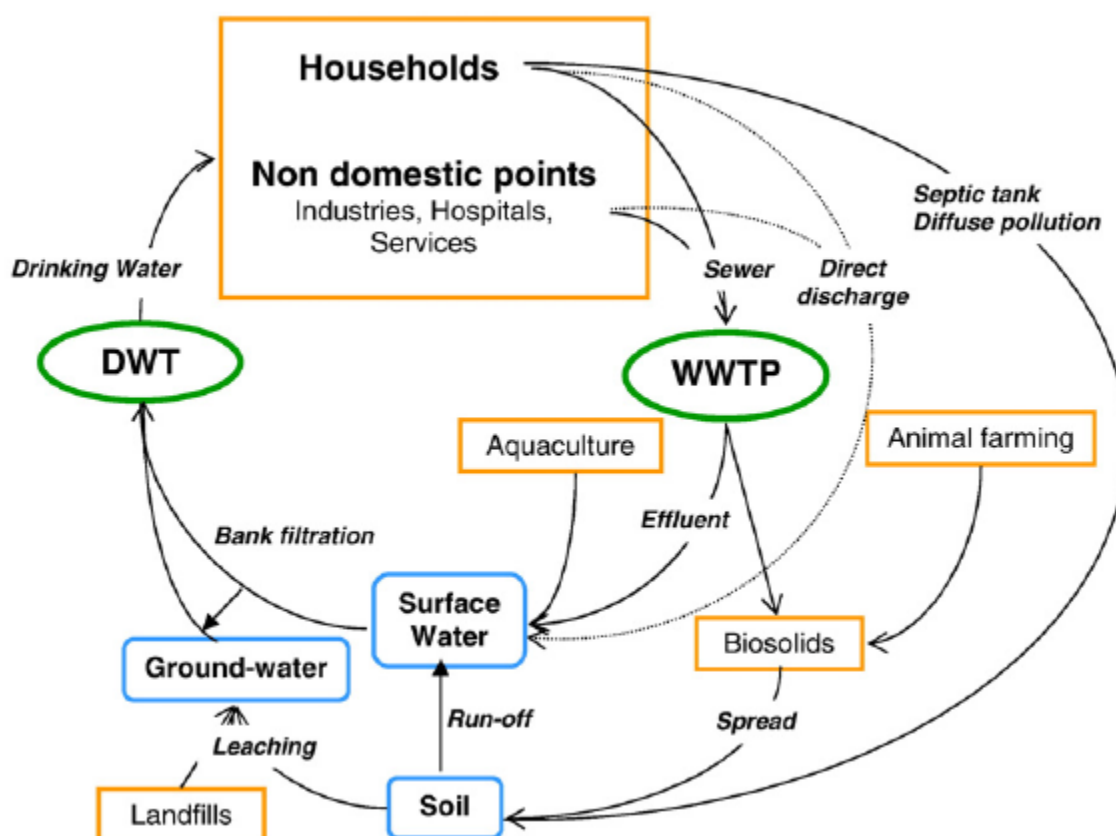 Households
Non domestic points
Industries, Hospitals,
Services
Septic tank
Diffuse pollution
Drinking Water
Sewer
Direct
discharge
DWT
WWTP
Aquaculture
Animal farming
Effluent
Bank filtration
Surface
Water
Biosolids
Ground-water
Run-off
Spread
Leaching
Soil
Landfills